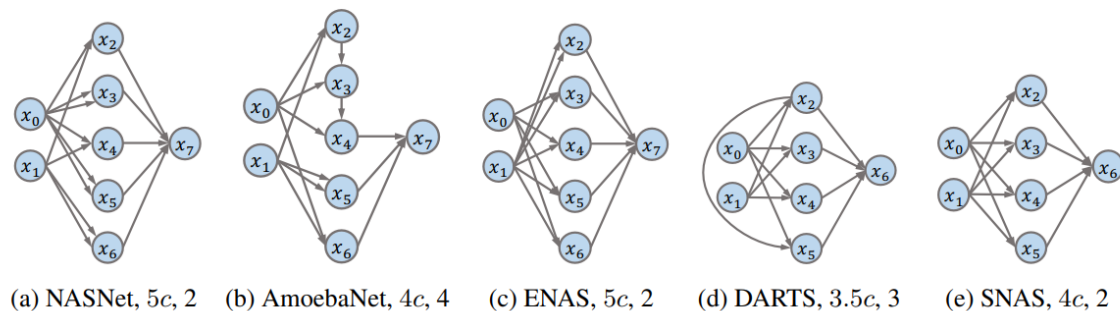 x0 x1 x2 x3 x4 x5 x6 x7
x0 x1 x2 x3 x4 x5 x6 x7
x0 x1 x2 x3 x4 x5 x6 x7
x0 x1 x2 x3 x4 x5 x6
x0 x1 x2 x3 x4 x5 x6
(a) NASNet, 5c, 2
(b) AmoebaNet, 4c, 4
(c) ENAS, 5c, 2
(d) DARTS, 3.5c, 3
(e) SNAS, 4c, 2